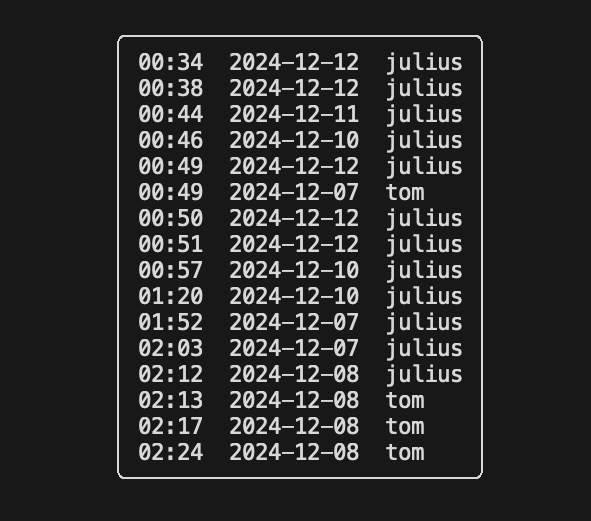 00:34  2024-12-12  julius
00:38  2024-12-12  julius
00:44  2024-12-11  julius
00:46  2024-12-10  julius
00:49  2024-12-12  julius
00:49  2024-12-07  tom
00:50  2024-12-12  julius
00:51  2024-12-12  julius
00:57  2024-12-10  julius
01:20  2024-12-10  julius
01:52  2024-12-07  julius
02:03  2024-12-07  julius
02:12  2024-12-08  julius
02:13  2024-12-08  tom
02:17  2024-12-08  tom
02:24  2024-12-08  tom